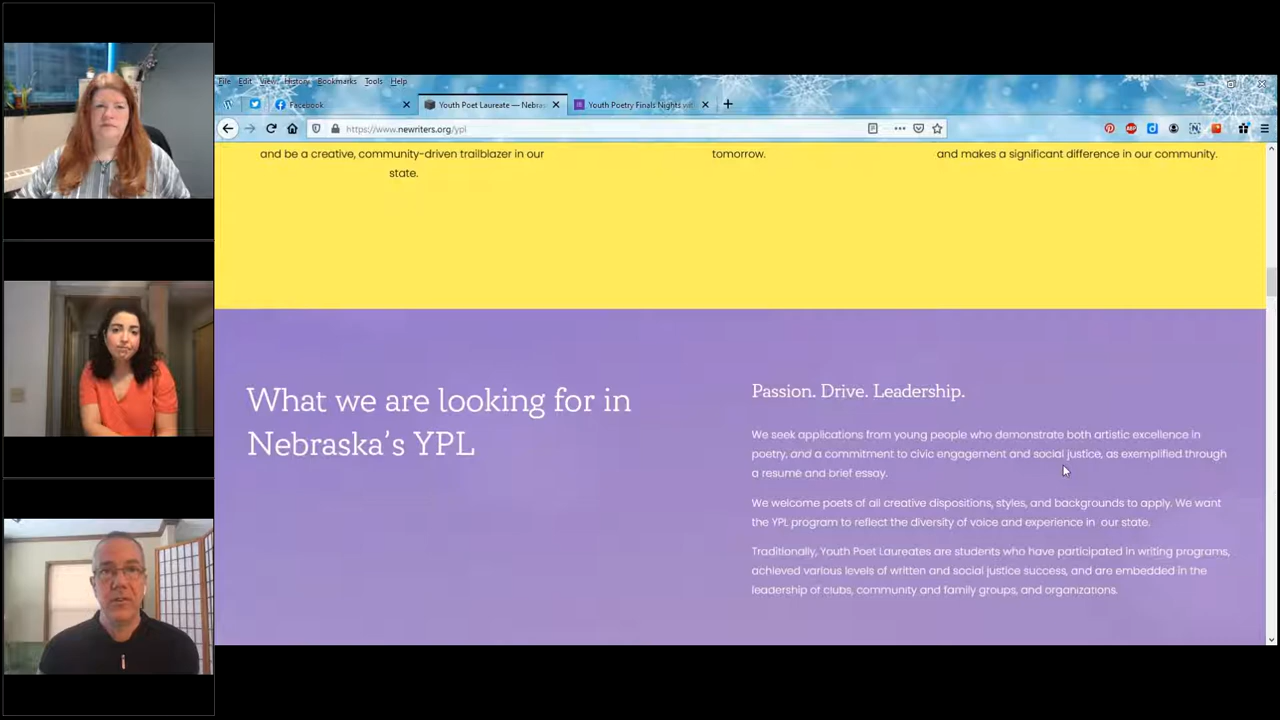 File Edit View History Bookmarks Tools Help
Facebook
Youth Poet Laureate — Nebras
Youth Poetry Finals Nights wi
https://www.newriters.org/ypl
and be a creative, community-driven trailblazer in our
state.
tomorrow.
and makes a significant difference in our community.
What we are looking for in
Nebraska's YPL
Passion. Drive. Leadership.
We seek applications from young people who demonstrate both artistic excellence in
poetry, and a commitment to civic engagement and social justice, as exemplified through
a resume and brief essay.
We welcome poets of all creative dispositions, styles, and backgrounds to apply. We want
the YPL program to reflect the diversity of voice and experience in our state.
Traditionally, Youth Poet Laureates are students who have participated in writing programs,
achieved various levels of written and social justice success, and are embedded in the
leadership of clubs, community and family groups, and organizations.